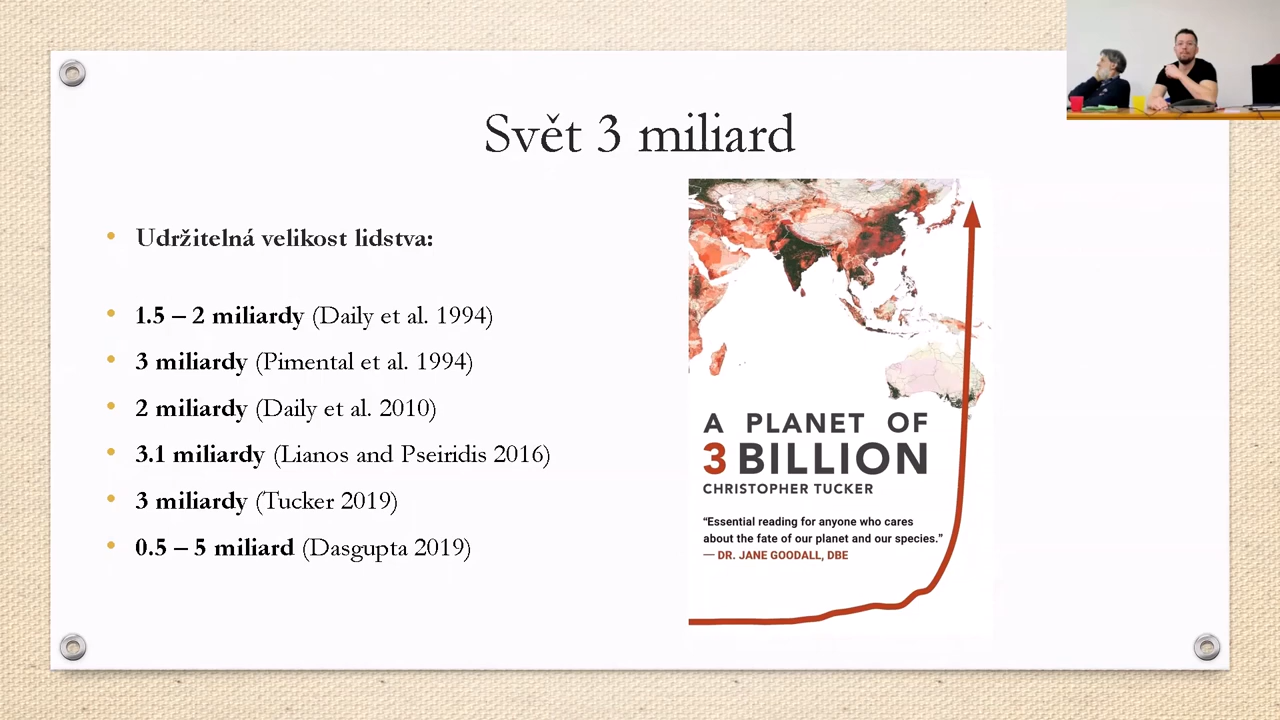 Svět 3 miliard
Udržitelná velikost lidstva:
1.5 – 2 miliardy (Daily et al. 1994)
3 miliardy (Pimental et al. 1994)
2 miliardy (Daily et al. 2010)
3.1 miliardy (Lianos and Pseiridis 2016)
3 miliardy (Tucker 2019)
0.5 – 5 miliard (Dasgupta 2019)
A PLANET OF
3 BILLION
CHRISTOPHER TUCKER
“Essential reading for anyone who cares
about the fate of our planet and our species.”
— DR. JANE GOODALL, DBE